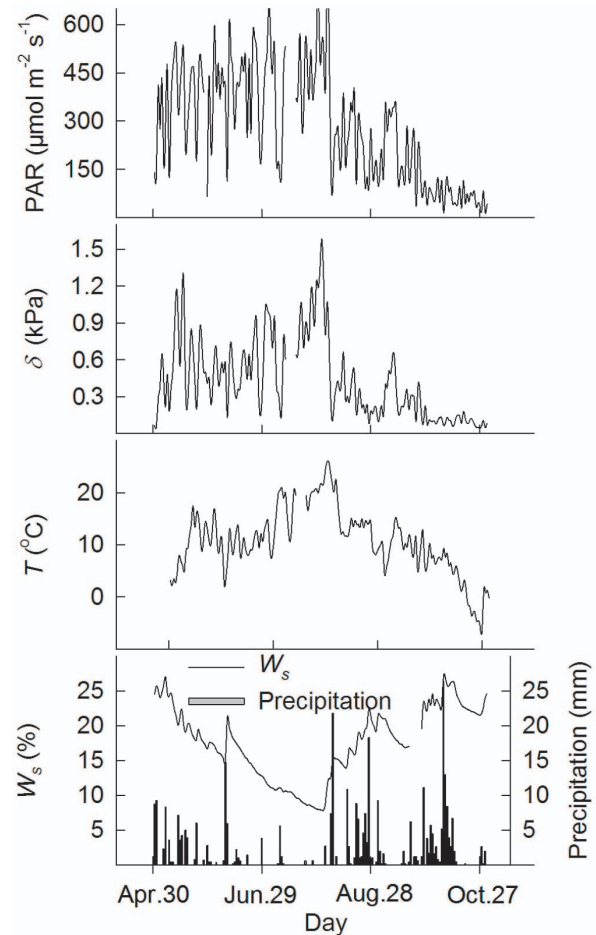 600
450
300
150
PAR (μmol m⁻² s⁻¹)
1.5
1.2
0.9
0.6
0.3
δ (kPa)
20
10
0
T (°C)
Wₛ
Precipitation
25
20
15
10
5
Wₛ (%)
25
20
15
10
5
Precipitation (mm)
Apr.30 Jun.29 Aug.28 Oct.27
Day